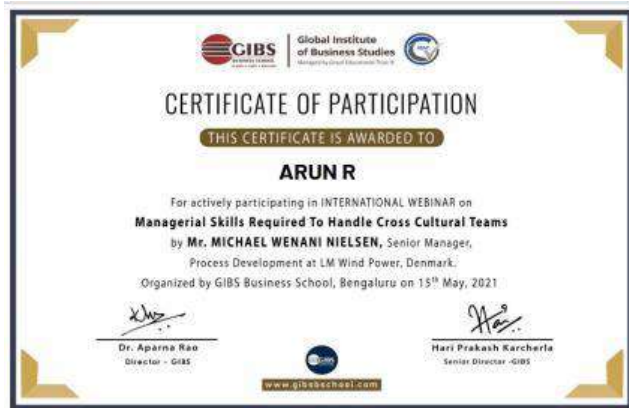 GIBS
BUSINESS SCHOOL
Global Institute
of Business Studies
CERTIFICATE OF PARTICIPATION
THIS CERTIFICATE IS AWARDED TO
ARUN R
For actively participating in INTERNATIONAL WEBINAR on
Managerial Skills Required To Handle Cross Cultural Teams
by Mr. MICHAEL WENANI NIELSEN, Senior Manager,
Process Development at LM Wind Power, Denmark.
Organized by GIBS Business School, Bengaluru on 15th May, 2021
Dr. Aparna Rao
Director - GIBS
Hari Prakash Karcherla
Senior Director -GIBS
GIBS
www.gibsbschool.com